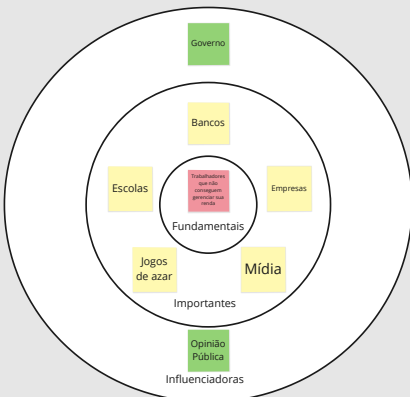 Governo
Bancos
Escolas
Trabalhadores
que não
conseguem
gerenciar sua
renda
Empresas
Fundamentais
Jogos
de azar
Mídia
Importantes
Opinião
Pública
Influenciadoras